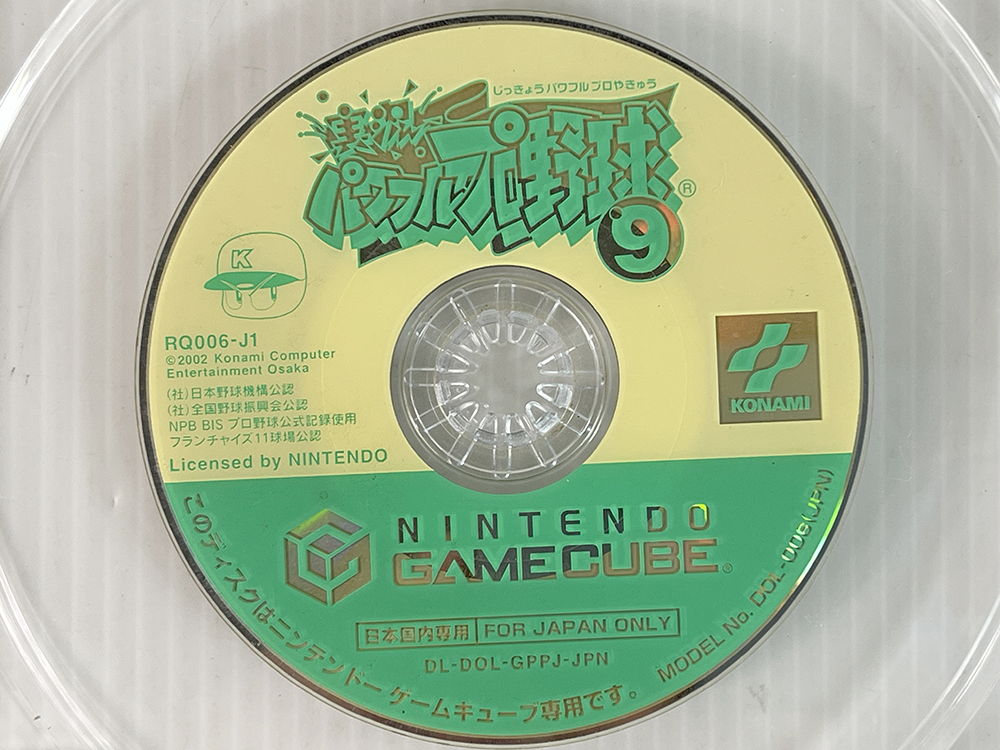 じっきょうパワフルプロやきゅう
実況
パワフルプロ野球
9
®
K
RQ006-J1
©2002 Konami Computer
Entertainment Osaka
(社)日本野球機構公認
(社)全国野球振興会公認
NPB BIS プロ野球公式記録使用
フランチャイズ11球場公認
Licensed by NINTENDO
KONAMI
NINTENDO
GAMECUBE®
日本国内専用 FOR JAPAN ONLY
DL-DOL-GPPJ-JPN
このディスクはニンテンドー ゲームキューブ専用です。
MODEL No. DOL-006(JPN)